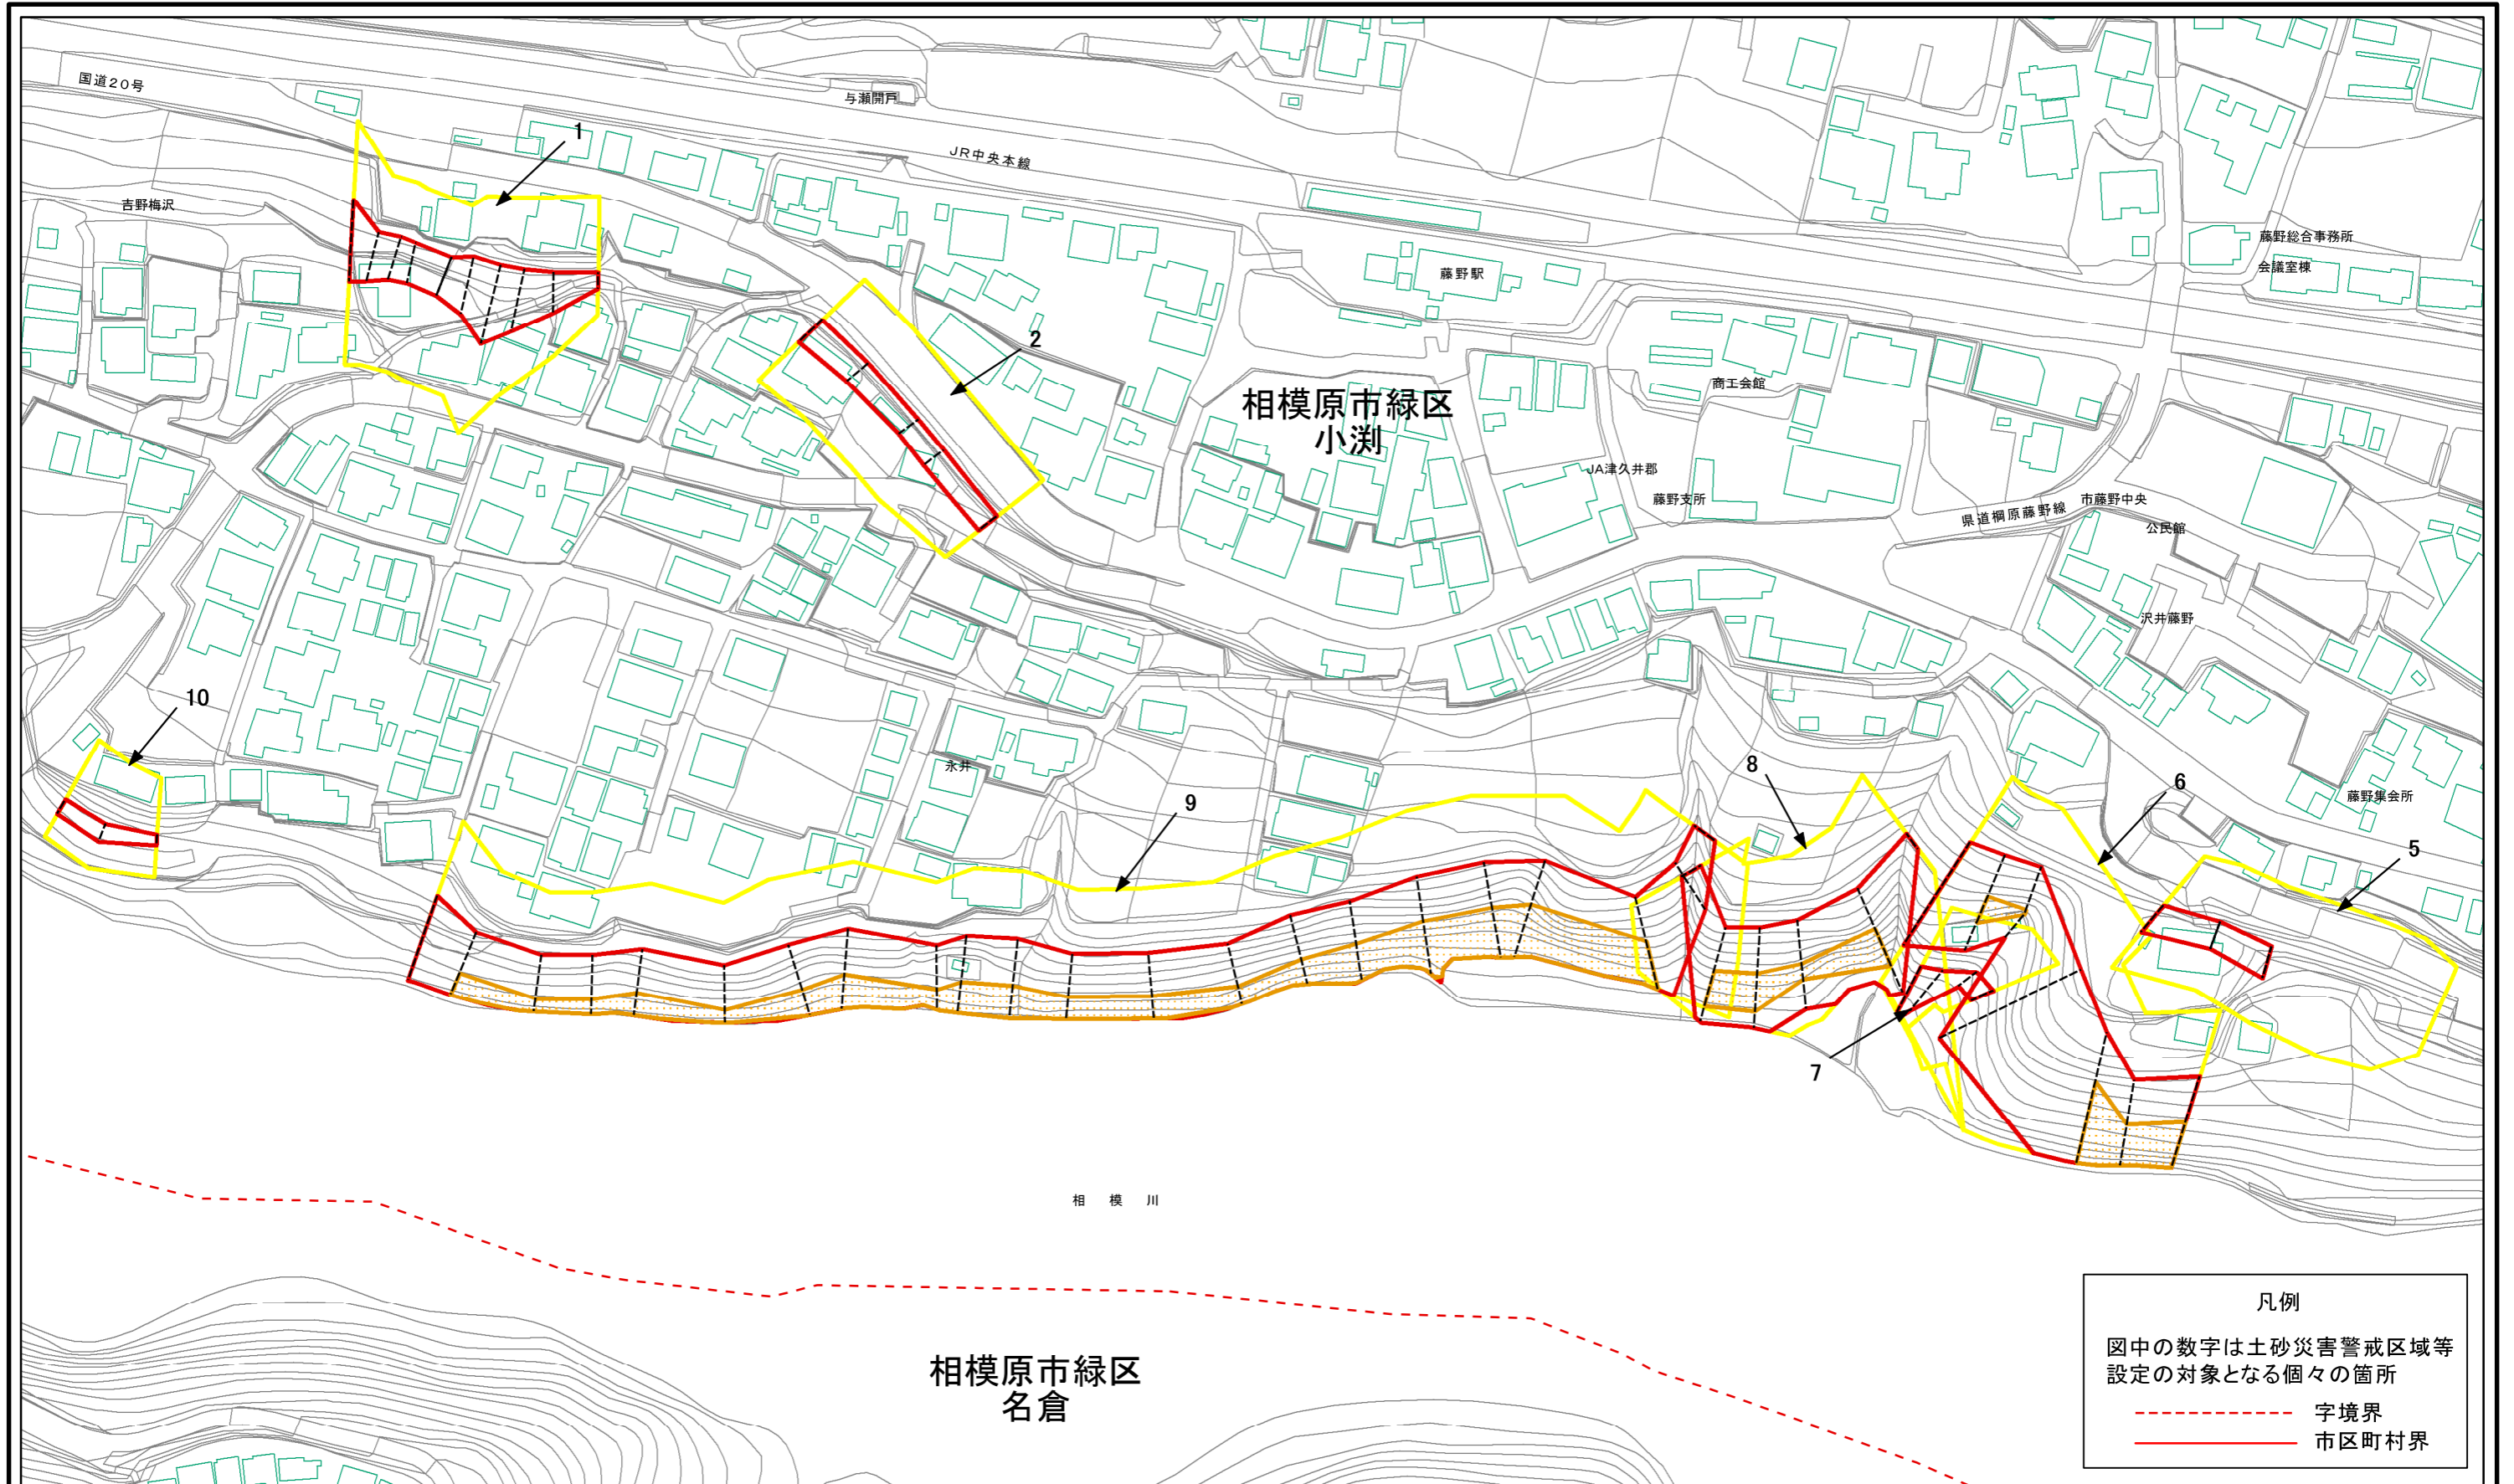 国道20号
与瀬開戸
1
JR中央本線
吉野梅沢
藤野総合事務所
会議室棟
藤野駅
2
商工会館
相模原市緑区
小渕
JA津久井郡
藤野支所
市藤野中央
公民館
県道棡原藤野線
沢井藤野
10
永井
9
8
6
藤野集会所
5
7
相模川
相模原市緑区
名倉
凡例
図中の数字は土砂災害警戒区域等
設定の対象となる個々の箇所
字境界
市区町村界